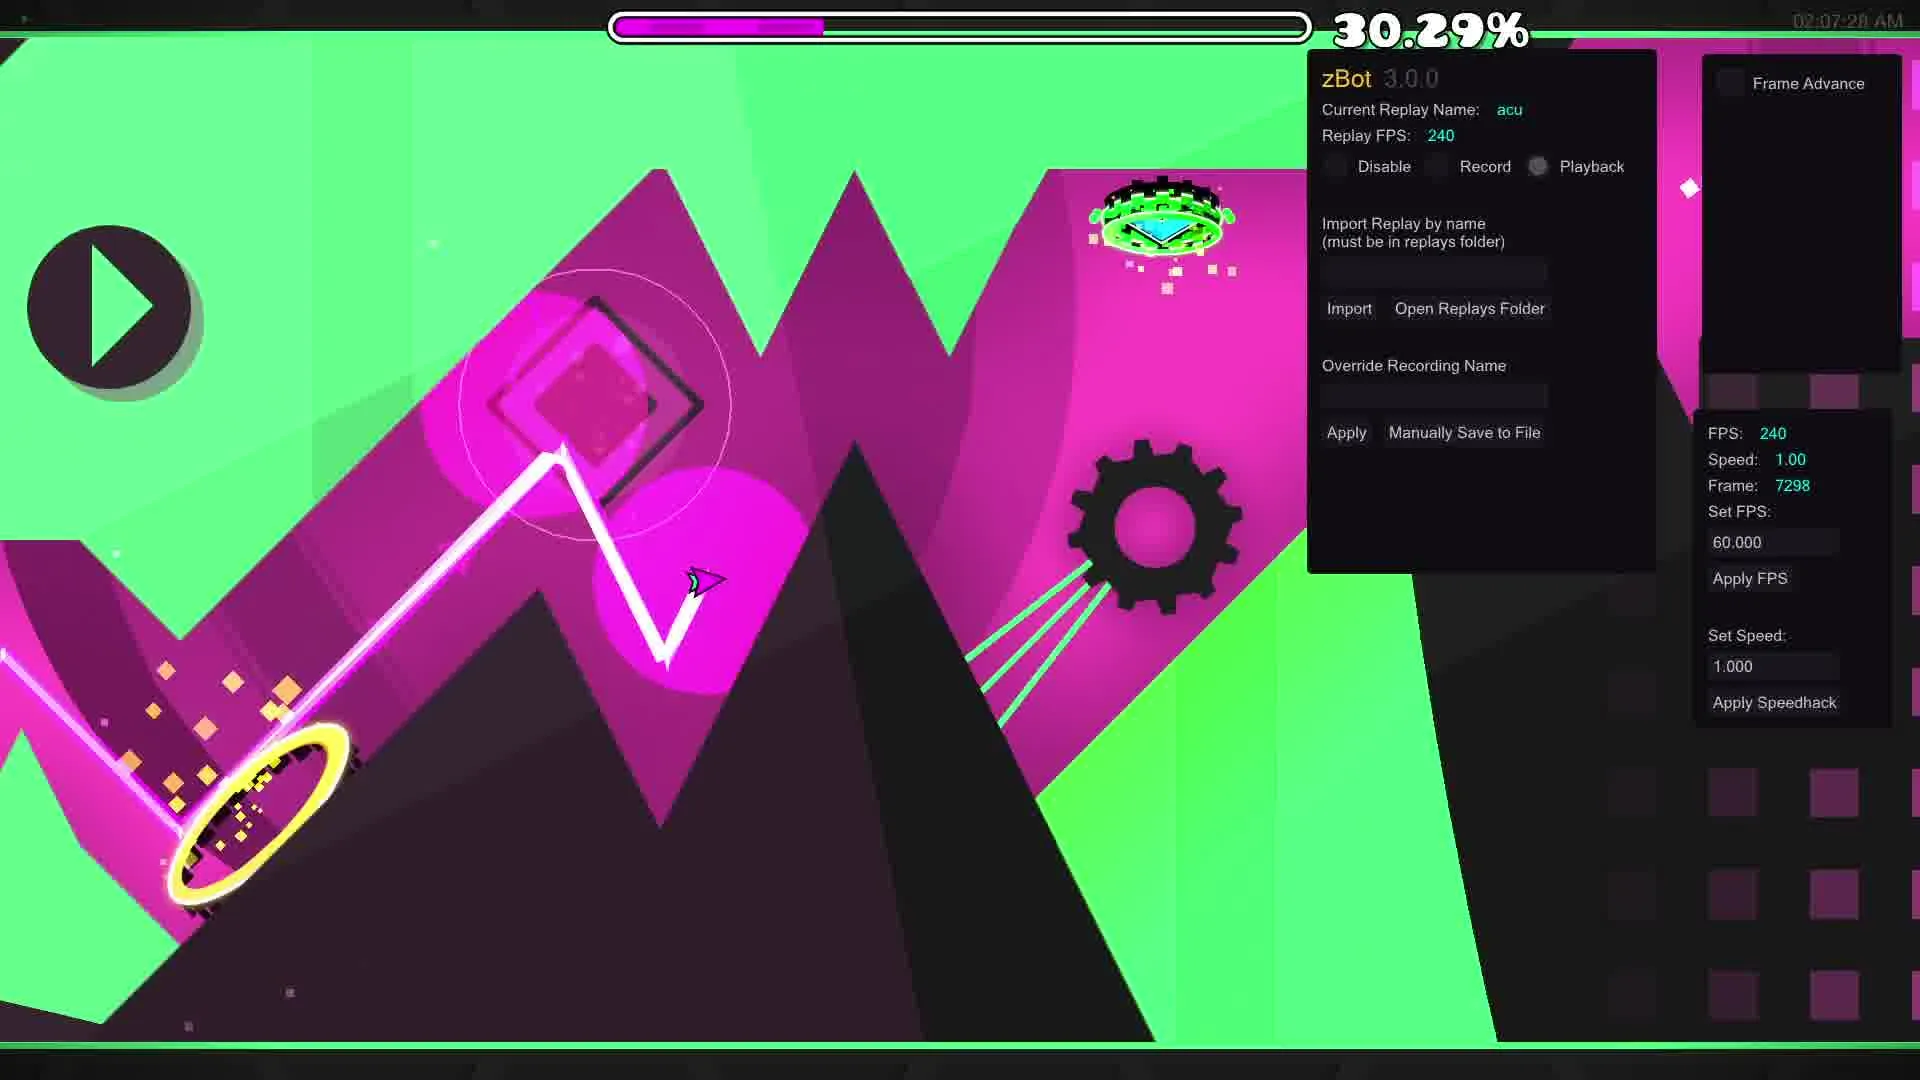 30.29%
02:07:28 AM
zBot 3.0.0
Current Replay Name: acu
Replay FPS: 240
Disable Record Playback
Import Replay by name
(must be in replays folder)
Import Open Replays Folder
Override Recording Name
Apply Manually Save to File
Frame Advance
FPS: 240
Speed: 1.00
Frame: 7298
Set FPS:
60.000
Apply FPS
Set Speed:
1.000
Apply Speedhack